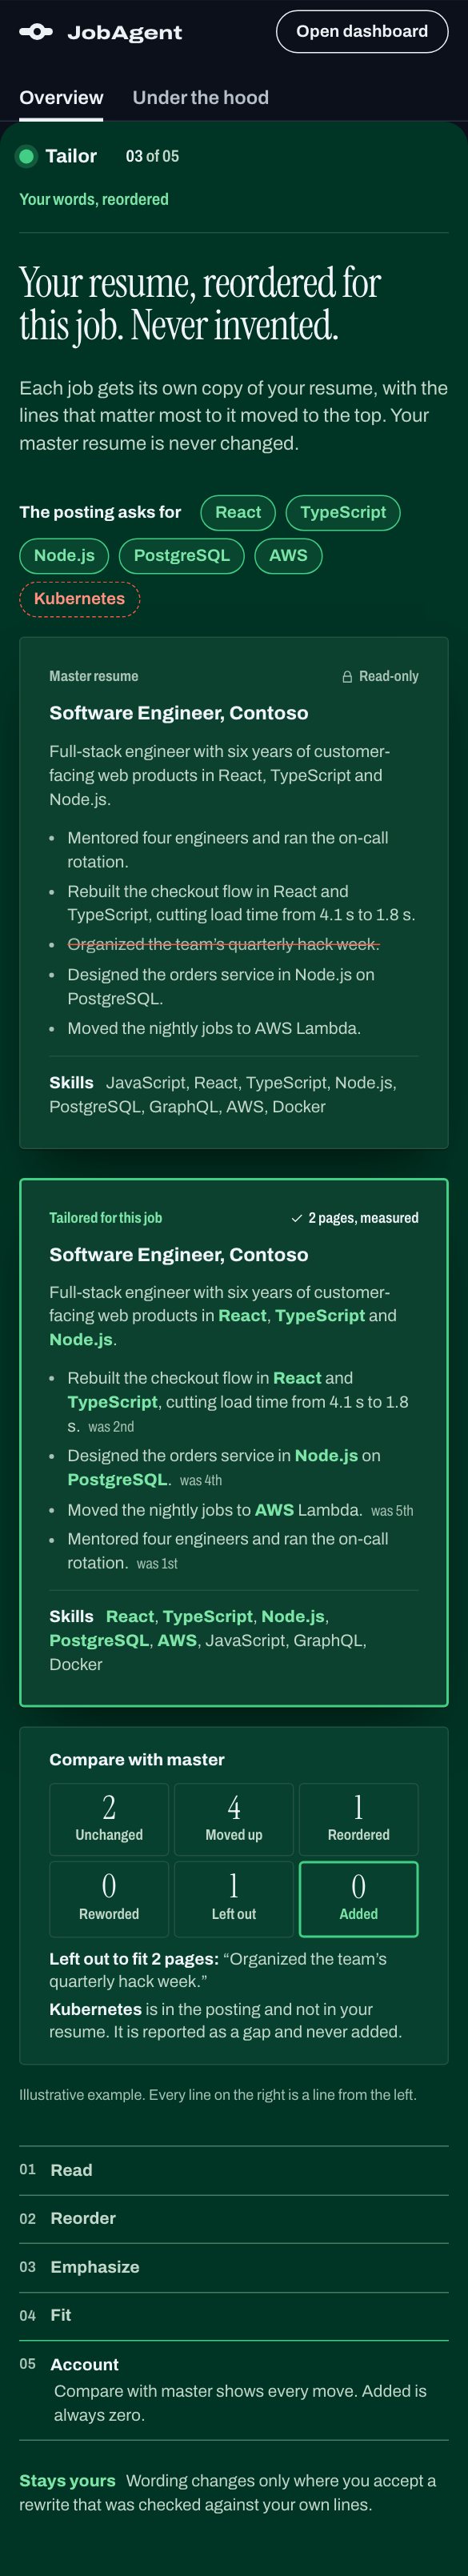 JobAgent
Open dashboard
Overview
Under the hood
Tailor
03 of 05
Your words, reordered
Your resume, reordered for
this job. Never invented.
Each job gets its own copy of your resume, with the
lines that matter most to it moved to the top. Your
master resume is never changed.
The posting asks for
React
TypeScript
Node.js
PostgreSQL
AWS
Kubernetes
Master resume
Read-only
Software Engineer, Contoso
Full-stack engineer with six years of customer-
facing web products in React, TypeScript and
Node.js.
• Mentored four engineers and ran the on-call
rotation.
• Rebuilt the checkout flow in React and
TypeScript, cutting load time from 4.1 s to 1.8 s.
• Organized the team's quarterly hack week.
• Designed the orders service in Node.js on
PostgreSQL.
• Moved the nightly jobs to AWS Lambda.
Skills JavaScript, React, TypeScript, Node.js,
PostgreSQL, GraphQL, AWS, Docker
Tailored for this job
2 pages, measured
Software Engineer, Contoso
Full-stack engineer with six years of customer-
facing web products in React, TypeScript and
Node.js.
• Rebuilt the checkout flow in React and
TypeScript, cutting load time from 4.1 s to 1.8
s. was 2nd
• Designed the orders service in Node.js on
PostgreSQL. was 4th
• Moved the nightly jobs to AWS Lambda. was 5th
• Mentored four engineers and ran the on-call
rotation. was 1st
Skills React, TypeScript, Node.js,
PostgreSQL, AWS, JavaScript, GraphQL,
Docker
Compare with master
2
Unchanged
4
Moved up
1
Reordered
0
Reworded
1
Left out
0
Added
Left out to fit 2 pages: “Organized the team's
quarterly hack week.”
Kubernetes is in the posting and not in your
resume. It is reported as a gap and never added.
Illustrative example. Every line on the right is a line from the left.
01 Read
02 Reorder
03 Emphasize
04 Fit
05 Account
Compare with master shows every move. Added is
always zero.
Stays yours Wording changes only where you accept a
rewrite that was checked against your own lines.